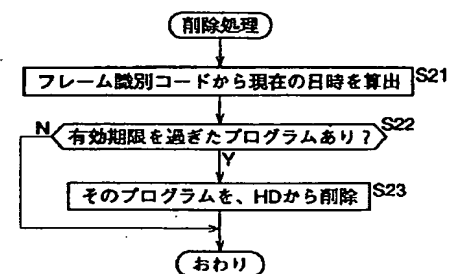 削除処理
フレーム識別コードから現在の日時を算出 S21
有効期限を過ぎたプログラムあり? S22
N
Y
そのプログラムを、HDから削除 S23
おわり